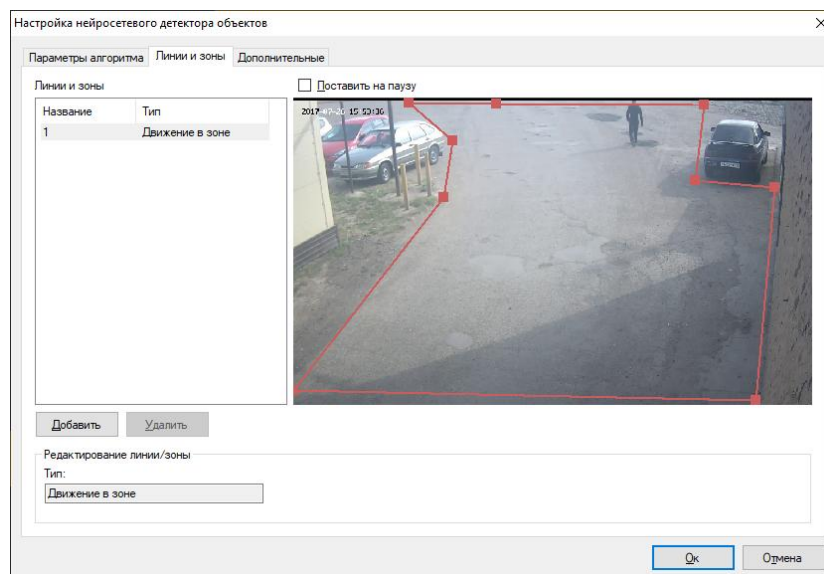 Настройка нейросетевого детектора объектов
Параметры алгоритма
Линии и зоны
Дополнительные
Линии и зоны
Поставить на паузу
Название Тип
1 Движение в зоне
Добавить
Удалить
Редактирование линии/зоны
Тип:
Движение в зоне
Ок
Отмена